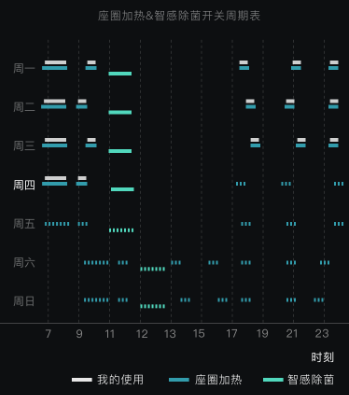 座圈加热&智感除菌开关周期表
周一
周二
周三
周四
周五
周六
周日
7 9 11 12 13 15 17 19 21 23
时刻
我的使用 座圈加热 智感除菌